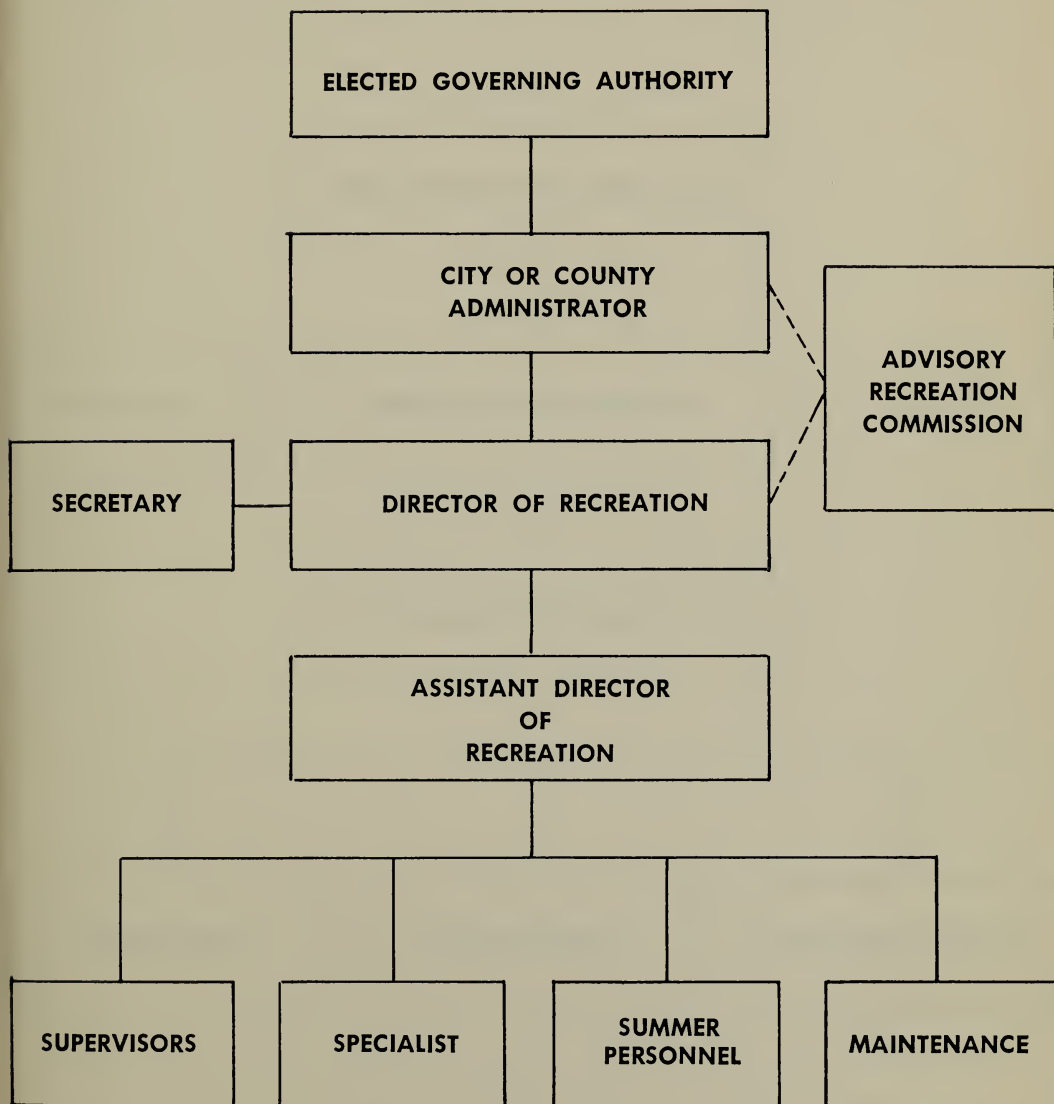 ELECTED GOVERNING AUTHORITY
CITY OR COUNTY
ADMINISTRATOR
ADVISORY
RECREATION
COMMISSION
SECRETARY
DIRECTOR OF RECREATION
ASSISTANT DIRECTOR
OF
RECREATION
SUPERVISORS
SPECIALIST
SUMMER
PERSONNEL
MAINTENANCE